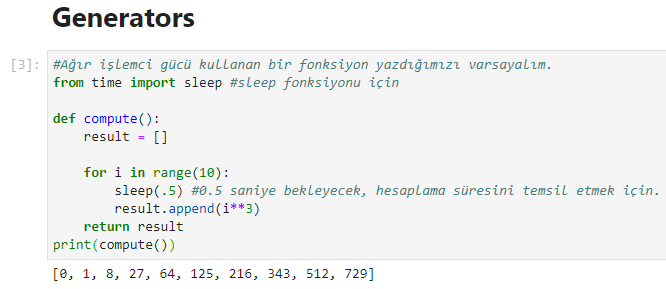 Generators
[3]: #Ağır işlemci gücü kullanan bir fonksiyon yazdığımızı varsayalım.
from time import sleep #sleep fonksiyonu için
def compute():
    result = []
    for i in range(10):
        sleep(.5) #0.5 saniye bekleyecek, hesaplama süresini temsil etmek için.
        result.append(i**3)
    return result
print(compute())
[0, 1, 8, 27, 64, 125, 216, 343, 512, 729]